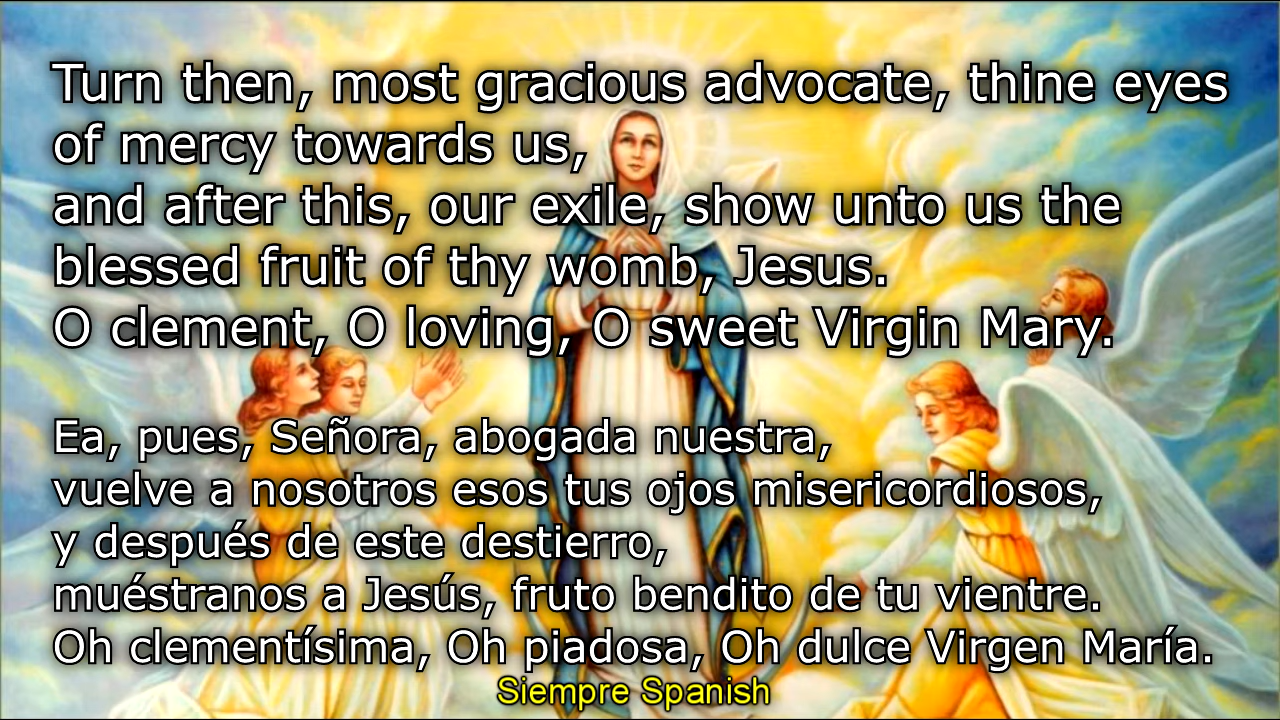 Turn then, most gracious advocate, thine eyes
of mercy towards us,
and after this, our exile, show unto us the
blessed fruit of thy womb, Jesus.
O clement, O loving, O sweet Virgin Mary.
Ea, pues, Señora, abogada nuestra,
vuelve a nosotros esos tus ojos misericordiosos,
y después de este destierro,
muéstranos a Jesús, fruto bendito de tu vientre.
Oh clementísima, Oh piadosa, Oh dulce Virgen María.
Siempre Spanish